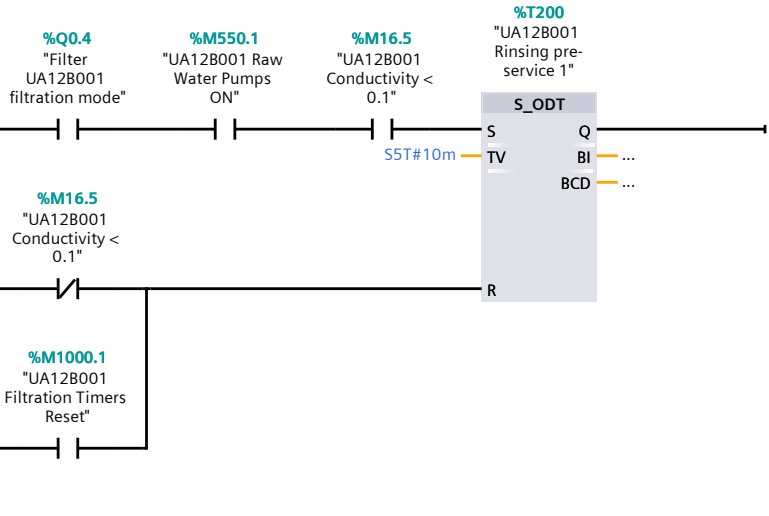 %T200
"UA12B001
Rinsing pre-
service 1"
%Q0.4
"Filter
UA12B001
filtration mode"
%M550.1
"UA12B001 Raw
Water Pumps
ON"
%M16.5
"UA12B001
Conductivity <
0.1"
S_ODT
S
Q
S5T#10m
TV
BI
...
BCD
...
%M16.5
"UA12B001
Conductivity <
0.1"
R
%M1000.1
"UA12B001
Filtration Timers
Reset"